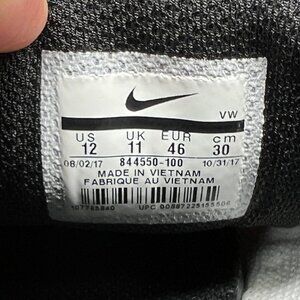 VW
US UK EUR cm
12 11 46 30
08/02/17 844550-100 10/31/17
MADE IN VIETNAM
FABRIQUE AU VIETNAM
UPC